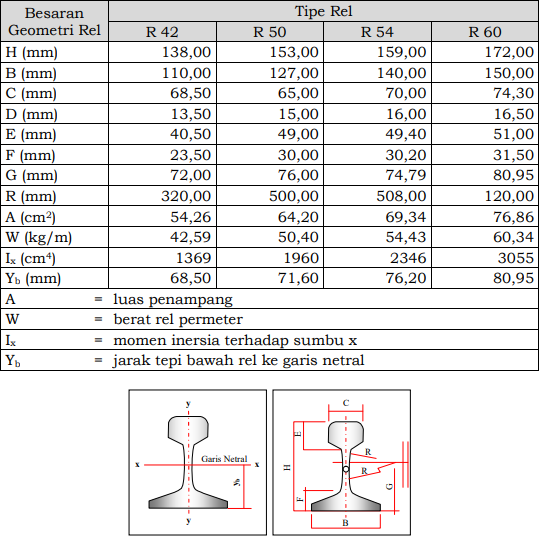 Besaran Geometri Rel Tipe Rel
R 42 R 50 R 54 R 60
H (mm) 138,00 153,00 159,00 172,00
B (mm) 110,00 127,00 140,00 150,00
C (mm) 68,50 65,00 70,00 74,30
D (mm) 13,50 15,00 16,00 16,50
E (mm) 40,50 49,00 49,40 51,00
F (mm) 23,50 30,00 30,20 31,50
G (mm) 72,00 76,00 74,79 80,95
R (mm) 320,00 500,00 508,00 120,00
A (cm²) 54,26 64,20 69,34 76,86
W (kg/m) 42,59 50,40 54,43 60,34
Iₓ (cm⁴) 1369 1960 2346 3055
Y_b (mm) 68,50 71,60 76,20 80,95
A = luas penampang
W = berat rel permeter
Iₓ = momen inersia terhadap sumbu x
Y_b = jarak tepi bawah rel ke garis netral
y
Garis Netral
x x
y_b
y
C
E
R
H
R
G
F
B